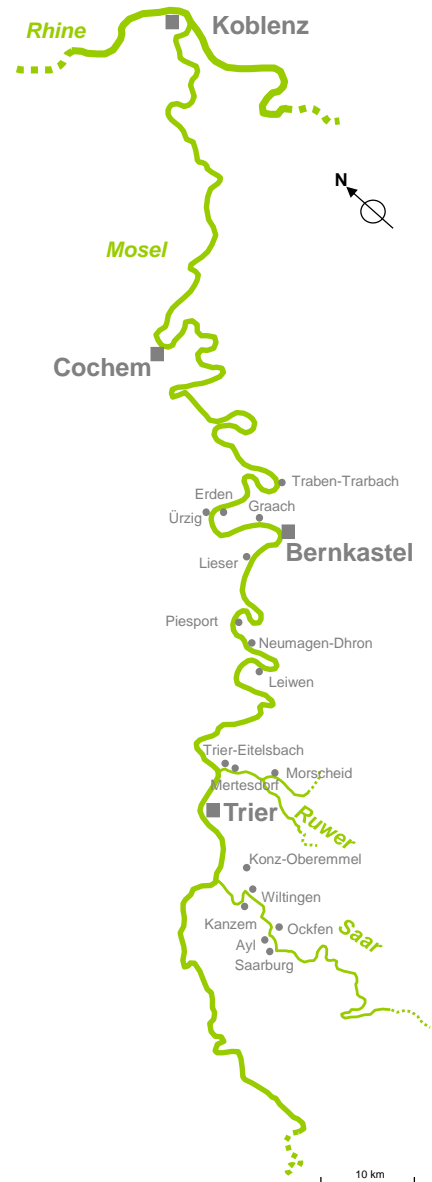 Koblenz
Rhine
N
Mosel
Cochem
Traben-Trarbach
Erden
Graach
Ürzig
Bernkastel
Lieser
Piesport
Neumagen-Dhron
Leiwen
Trier-Eitelsbach
Morscheid
Mertesdorf
Trier
Ruwer
Konz-Oberemmel
Wiltingen
Kanzem
Ockfen
Saar
Ayl
Saarburg
10 km